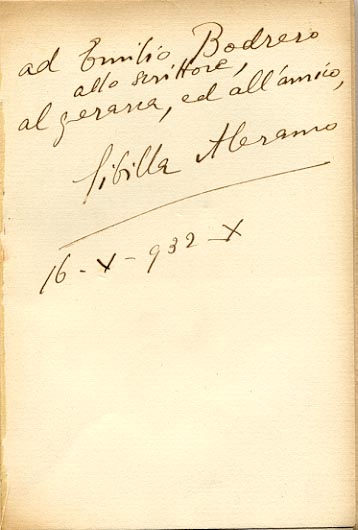 ad Emilio Bodrero
allo scrittore,
al gerarca, ed all'amico,
Sibilla Aleramo
16 - X - 932 - X